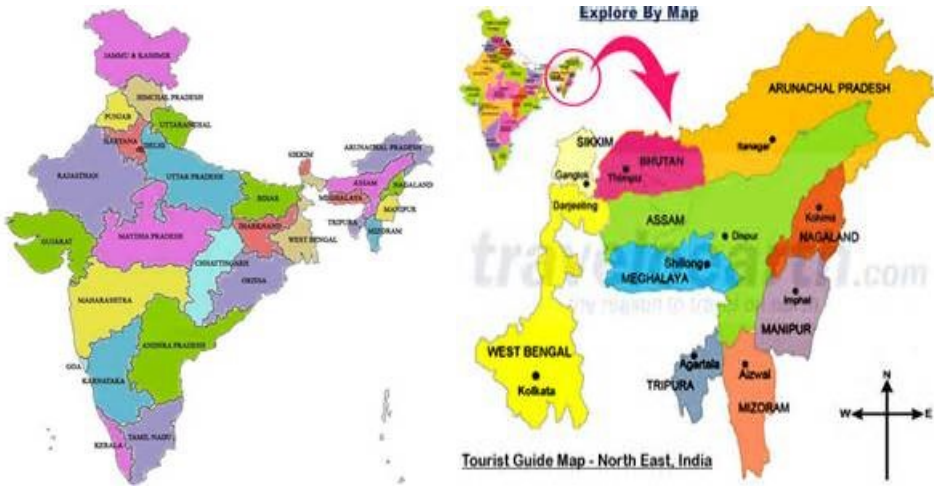 JAMMU & KASHMIR
HIMCHAL PRADESH
PUNJAB
UTTARANCHAL
HARYANA
DELHI
RAJASTHAN
UTTAR PRADESH
SIKKIM
ARUNACHAL PRADESH
ASSAM
NAGALAND
BIHAR
MEGHALAYA
MANIPUR
TRIPURA
MIZORAM
JHARKHAND
WEST BENGAL
GUJARAT
MADHYA PRADESH
CHHATTISGARH
ORISSA
MAHARASHTRA
ANDHRA PRADESH
GOA
KARNATAKA
KERALA
TAMIL NADU
Explore By Map
ARUNACHAL PRADESH
Itanagar
SIKKIM
BHUTAN
Thimpu
Gangtok
Darjeeling
ASSAM
Dispur
Kohima
NAGALAND
Shillong
MEGHALAYA
.com
Imphal
MANIPUR
WEST BENGAL
Kolkata
Agartala
TRIPURA
Aizwal
MIZORAM
N
W
E
Tourist Guide Map - North East, India